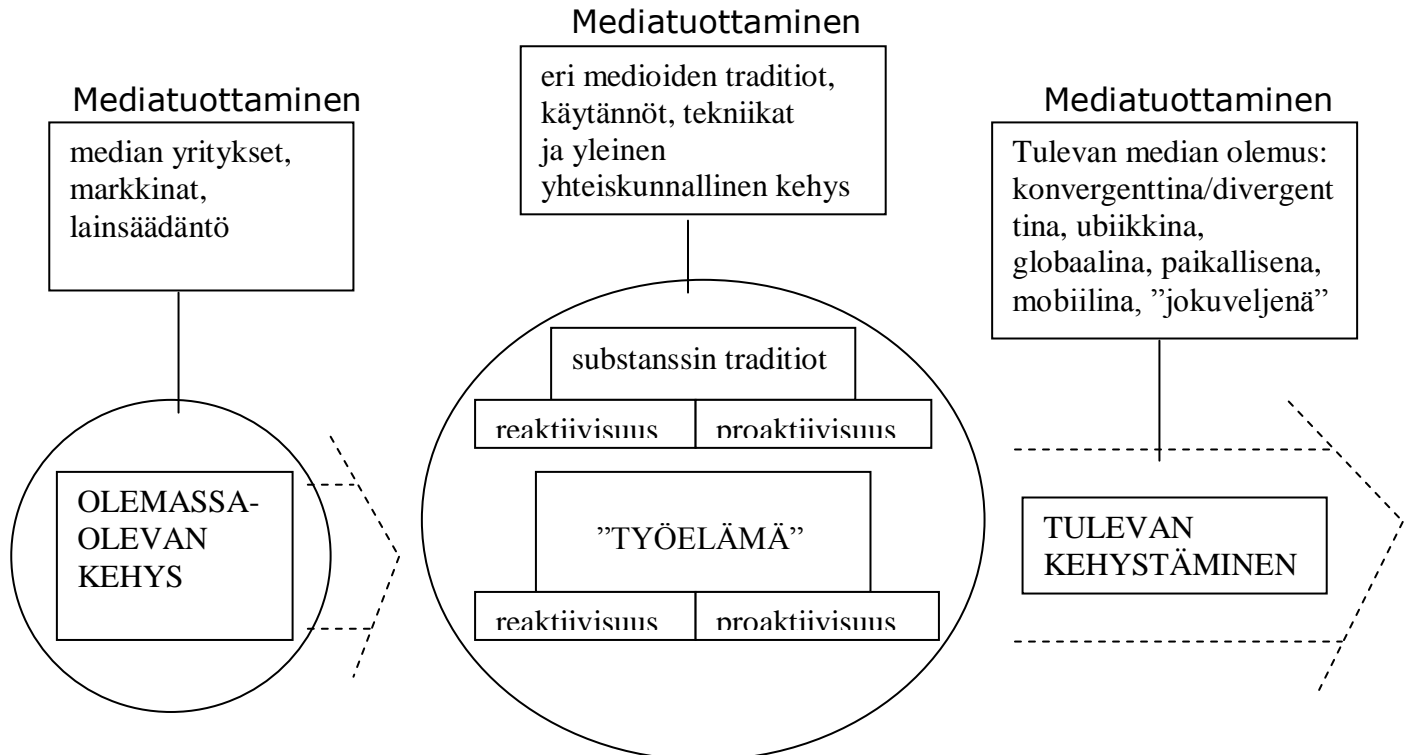 Mediatuottaminen
median yritykset,
markkinat,
lainsäädäntö
OLEMASSA-
OLEVAN
KEHYS
Mediatuottaminen
eri medioiden traditiot,
käytännöt, tekniikat
ja yleinen
yhteiskunnallinen kehys
substanssin traditiot
reaktiivisuus
proaktiivisuus
”TYÖELÄMÄ”
reaktiivisuus
proaktiivisuus
Mediatuottaminen
Tulevan median olemus:
konvergenttina/divergent
tina, ubiikkina,
globaalina, paikallisena,
mobiilina, ”jokuveljenä”
TULEVAN
KEHYSTÄMINEN